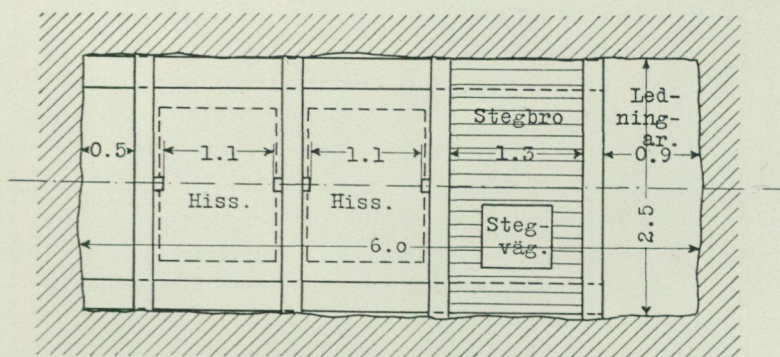 Stegbro
Led-
ning-
ar.
0.5
1.1
1.1
1.3
0.9
Hiss.
Hiss.
Steg-
väg.
6.0
2.5